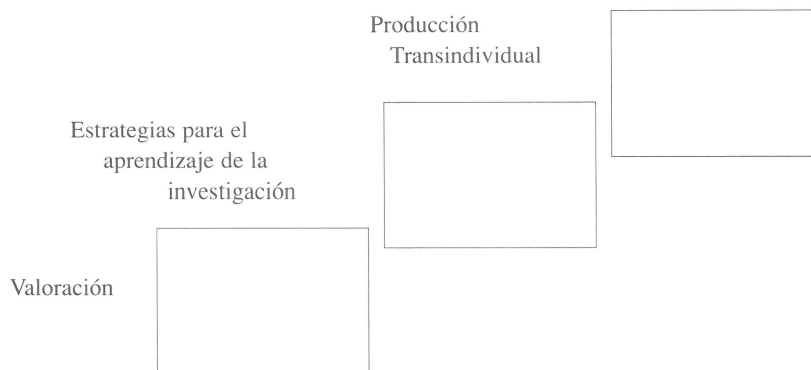 Producción
Transindividual
Estrategias para el
aprendizaje de la
investigación
Valoración